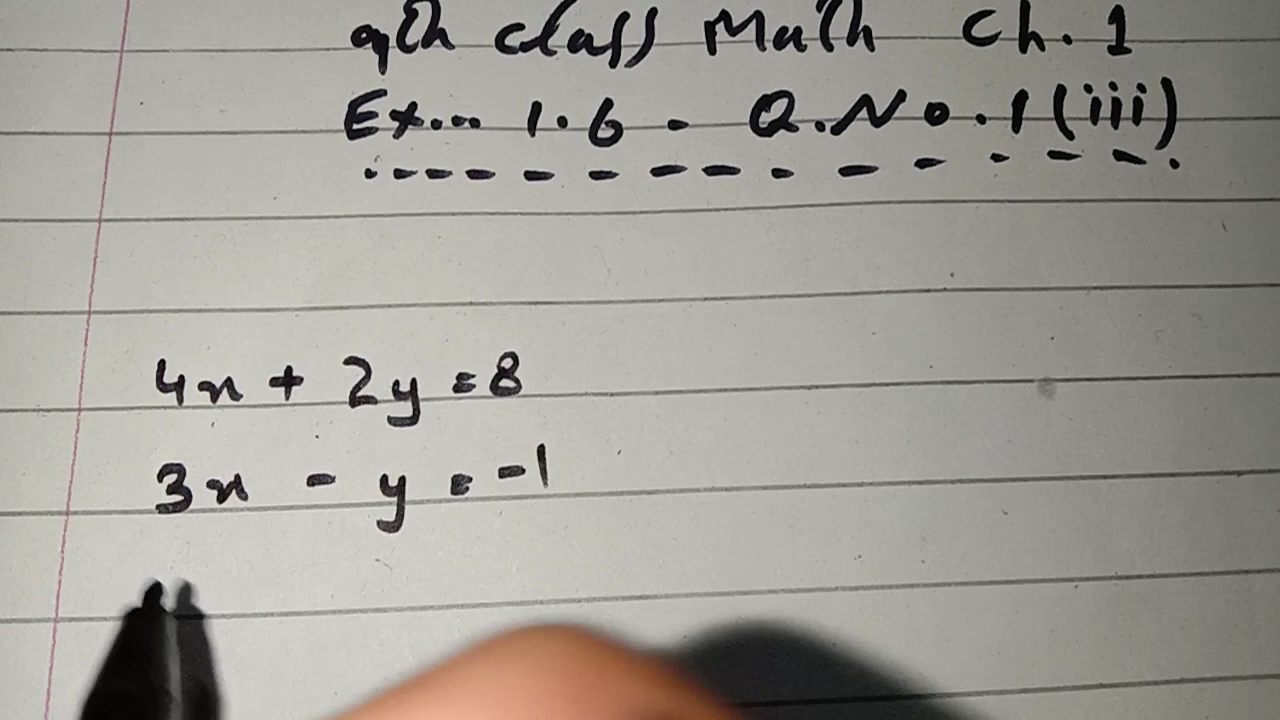 9th class Math Ch. 1
Ex... 1.6 - Q.No.1(iii)
4x + 2y = 8
3x - y = -1